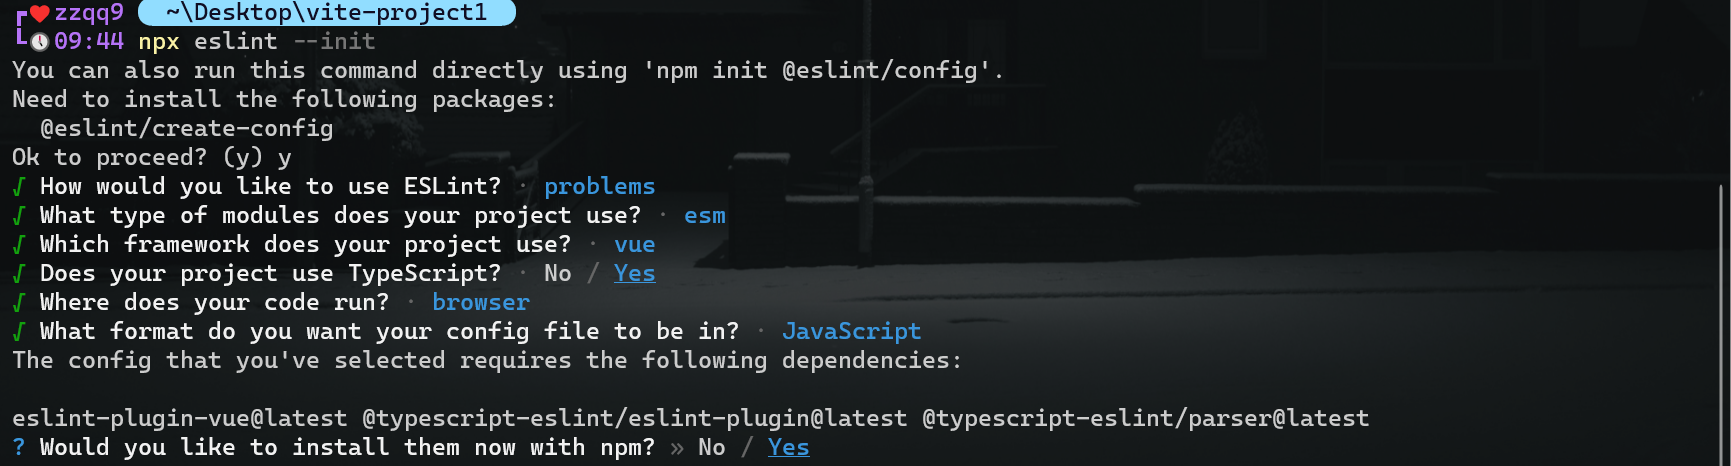 zzqq9 ~\Desktop\vite-project1
09:44 npx eslint --init
You can also run this command directly using 'npm init @eslint/config'.
Need to install the following packages:
  @eslint/create-config
Ok to proceed? (y) y
√ How would you like to use ESLint? · problems
√ What type of modules does your project use? · esm
√ Which framework does your project use? · vue
√ Does your project use TypeScript? · No / Yes
√ Where does your code run? · browser
√ What format do you want your config file to be in? · JavaScript
The config that you've selected requires the following dependencies:
eslint-plugin-vue@latest @typescript-eslint/eslint-plugin@latest @typescript-eslint/parser@latest
? Would you like to install them now with npm? » No / Yes